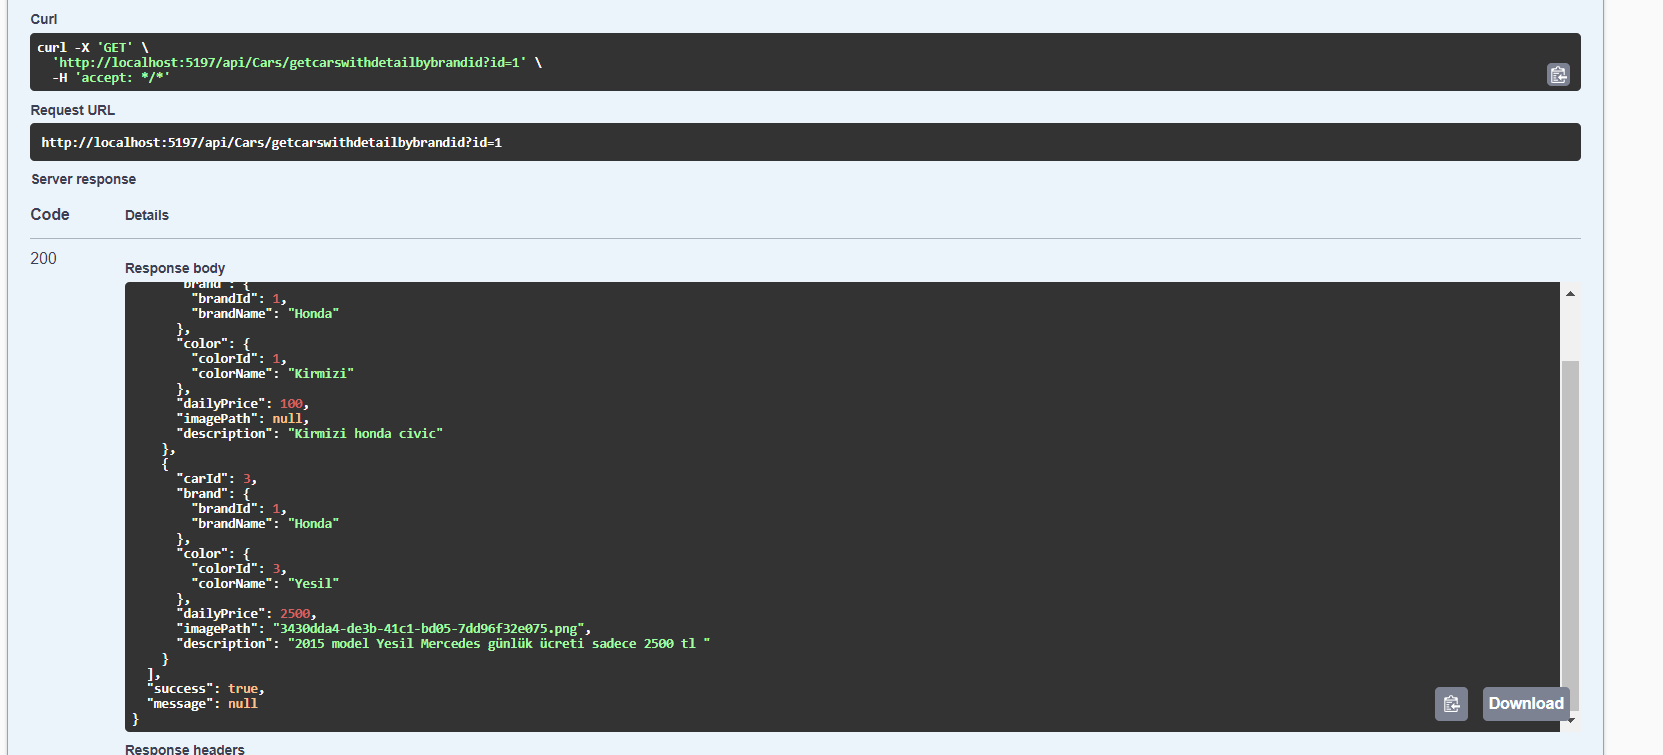 Curl
curl -X 'GET' \
'http://localhost:5197/api/Cars/getcarswithdetailbybrandid?id=1' \
-H 'accept: */*'
Request URL
http://localhost:5197/api/Cars/getcarswithdetailbybrandid?id=1
Server response
Code Details
200
Response body
"brand": {
"brandId": 1,
"brandName": "Honda"
},
"color": {
"colorId": 1,
"colorName": "Kirmizi"
},
"dailyPrice": 100,
"imagePath": null,
"description": "Kirmizi honda civic"
},
{
"carId": 3,
"brand": {
"brandId": 1,
"brandName": "Honda"
},
"color": {
"colorId": 3,
"colorName": "Yesil"
},
"dailyPrice": 2500,
"imagePath": "3430dda4-de3b-41c1-bd05-7dd96f32e075.png",
"description": "2015 model Yesil Mercedes günlük ücreti sadece 2500 tl "
}
],
"success": true,
"message": null
}
Download
Response headers